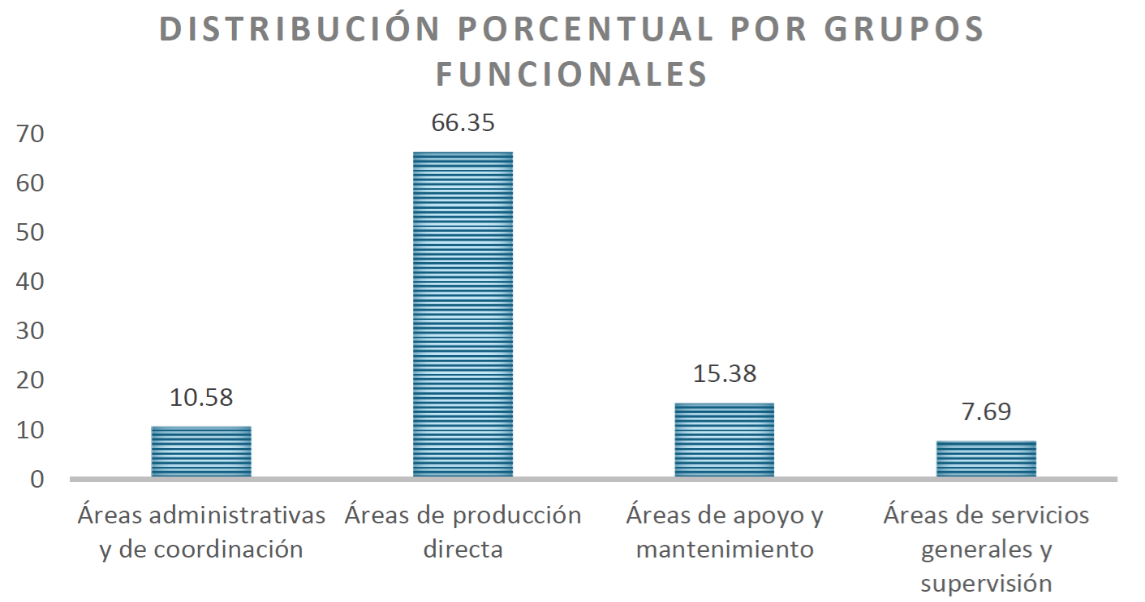 DISTRIBUCIÓN PORCENTUAL POR GRUPOS
FUNCIONALES
70
60
50
40
30
20
10
0
10.58
66.35
15.38
7.69
Áreas administrativas
y de coordinación
Áreas de producción
directa
Áreas de apoyo y
mantenimiento
Áreas de servicios
generales y
supervisión